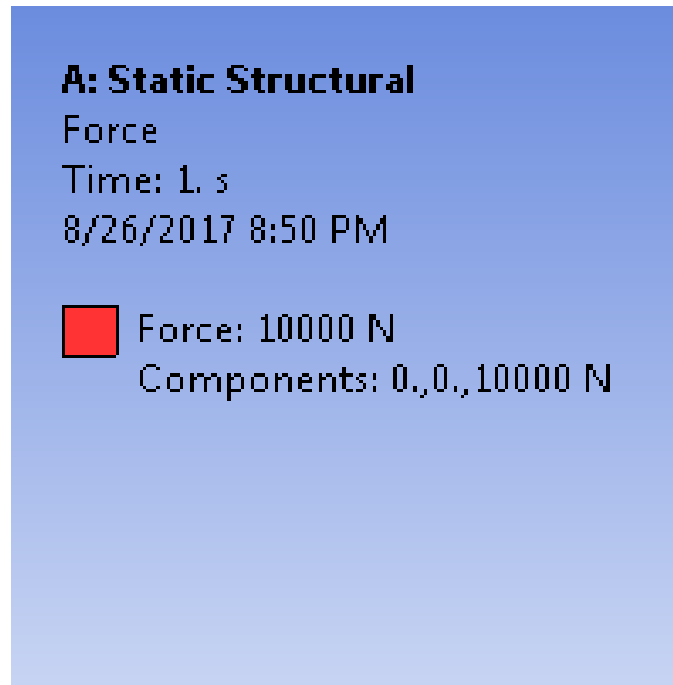 A: Static Structural
Force
Time: 1. s
8/26/2017 8:50 PM
Force: 10000 N
Components: 0.,0.,10000 N